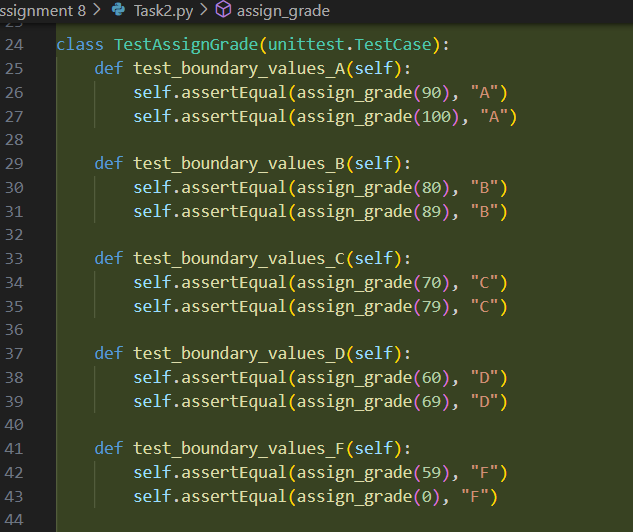 ssignment 8 > Task2.py > assign_grade
24 class TestAssignGrade(unittest.TestCase):
25     def test_boundary_values_A(self):
26         self.assertEqual(assign_grade(90), "A")
27         self.assertEqual(assign_grade(100), "A")
28
29     def test_boundary_values_B(self):
30         self.assertEqual(assign_grade(80), "B")
31         self.assertEqual(assign_grade(89), "B")
32
33     def test_boundary_values_C(self):
34         self.assertEqual(assign_grade(70), "C")
35         self.assertEqual(assign_grade(79), "C")
36
37     def test_boundary_values_D(self):
38         self.assertEqual(assign_grade(60), "D")
39         self.assertEqual(assign_grade(69), "D")
40
41     def test_boundary_values_F(self):
42         self.assertEqual(assign_grade(59), "F")
43         self.assertEqual(assign_grade(0), "F")
44